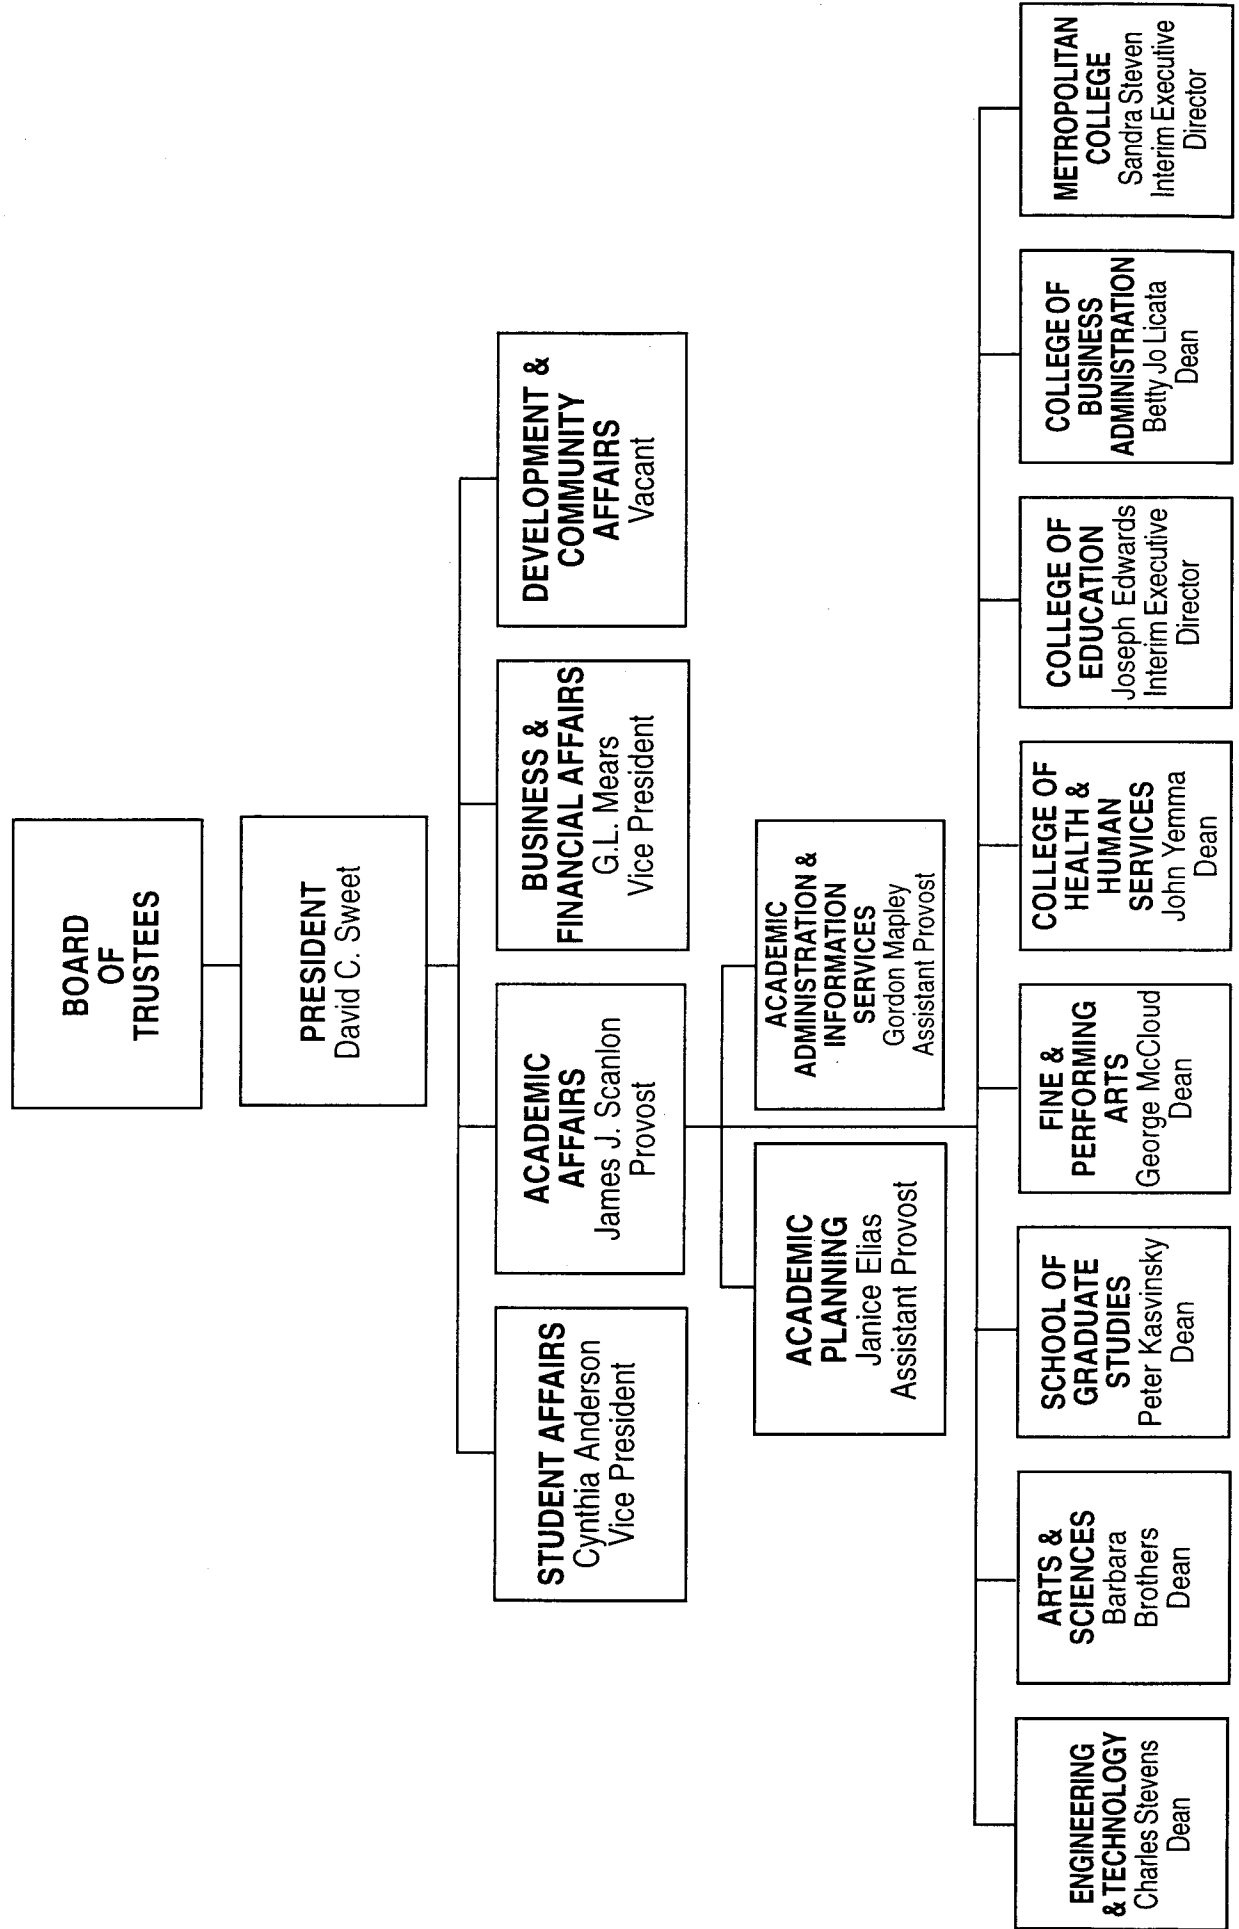 BOARD
OF
TRUSTEES
PRESIDENT
David C. Sweet
STUDENT AFFAIRS
Cynthia Anderson
Vice President
ACADEMIC
AFFAIRS
James J. Scanlon
Provost
BUSINESS &
FINANCIAL AFFAIRS
G.L. Mears
Vice President
DEVELOPMENT &
COMMUNITY
AFFAIRS
Vacant
ACADEMIC
PLANNING
Janice Elias
Assistant Provost
ACADEMIC
ADMINISTRATION &
INFORMATION
SERVICES
Gordon Mapley
Assistant Provost
ENGINEERING
& TECHNOLOGY
Charles Stevens
Dean
ARTS &
SCIENCES
Barbara
Brothers
Dean
SCHOOL OF
GRADUATE
STUDIES
Peter Kasvinsky
Dean
FINE &
PERFORMING
ARTS
George McCloud
Dean
COLLEGE OF
HEALTH &
HUMAN
SERVICES
John Yemma
Dean
COLLEGE OF
EDUCATION
Joseph Edwards
Interim Executive
Director
COLLEGE OF
BUSINESS
ADMINISTRATION
Betty Jo Licata
Dean
METROPOLITAN
COLLEGE
Sandra Steven
Interim Executive
Director